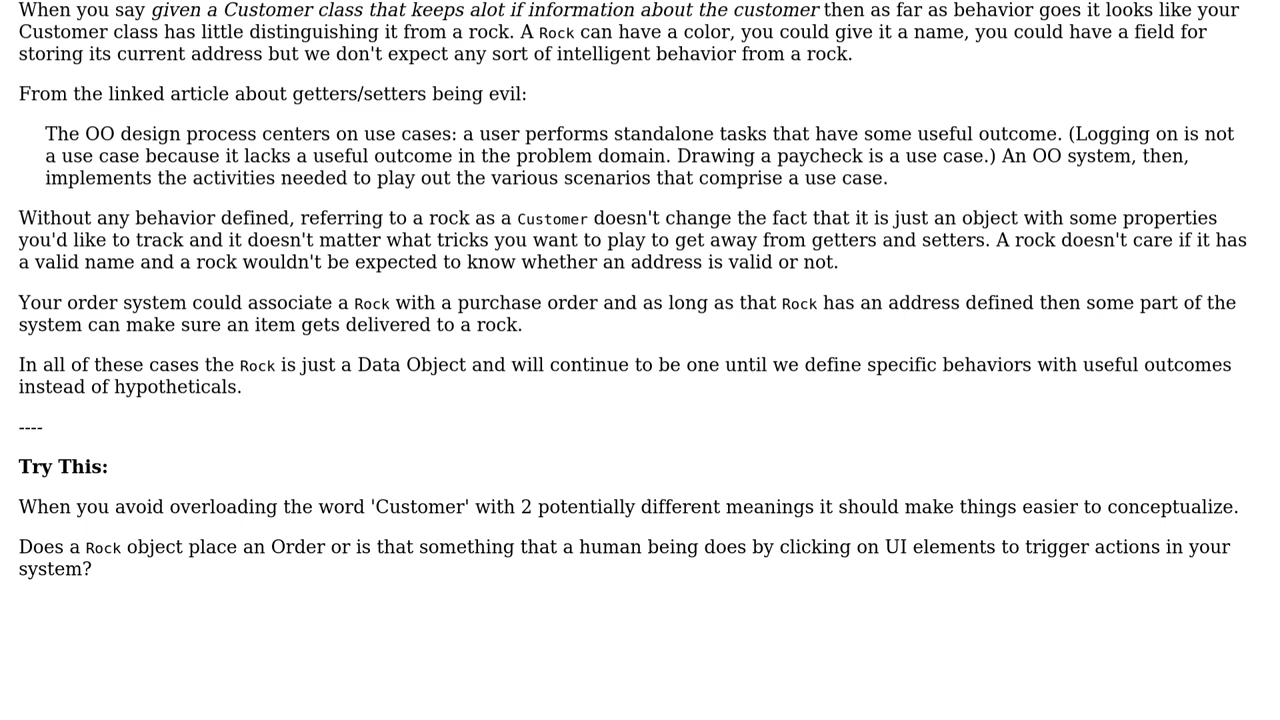 When you say given a Customer class that keeps alot if information about the customer then as far as behavior goes it looks like your
Customer class has little distinguishing it from a rock. A Rock can have a color, you could give it a name, you could have a field for
storing its current address but we don't expect any sort of intelligent behavior from a rock.
From the linked article about getters/setters being evil:
The OO design process centers on use cases: a user performs standalone tasks that have some useful outcome. (Logging on is not
a use case because it lacks a useful outcome in the problem domain. Drawing a paycheck is a use case.) An OO system, then,
implements the activities needed to play out the various scenarios that comprise a use case.
Without any behavior defined, referring to a rock as a Customer doesn't change the fact that it is just an object with some properties
you'd like to track and it doesn't matter what tricks you want to play to get away from getters and setters. A rock doesn't care if it has
a valid name and a rock wouldn't be expected to know whether an address is valid or not.
Your order system could associate a Rock with a purchase order and as long as that Rock has an address defined then some part of the
system can make sure an item gets delivered to a rock.
In all of these cases the Rock is just a Data Object and will continue to be one until we define specific behaviors with useful outcomes
instead of hypotheticals.
----
Try This:
When you avoid overloading the word 'Customer' with 2 potentially different meanings it should make things easier to conceptualize.
Does a Rock object place an Order or is that something that a human being does by clicking on UI elements to trigger actions in your
system?